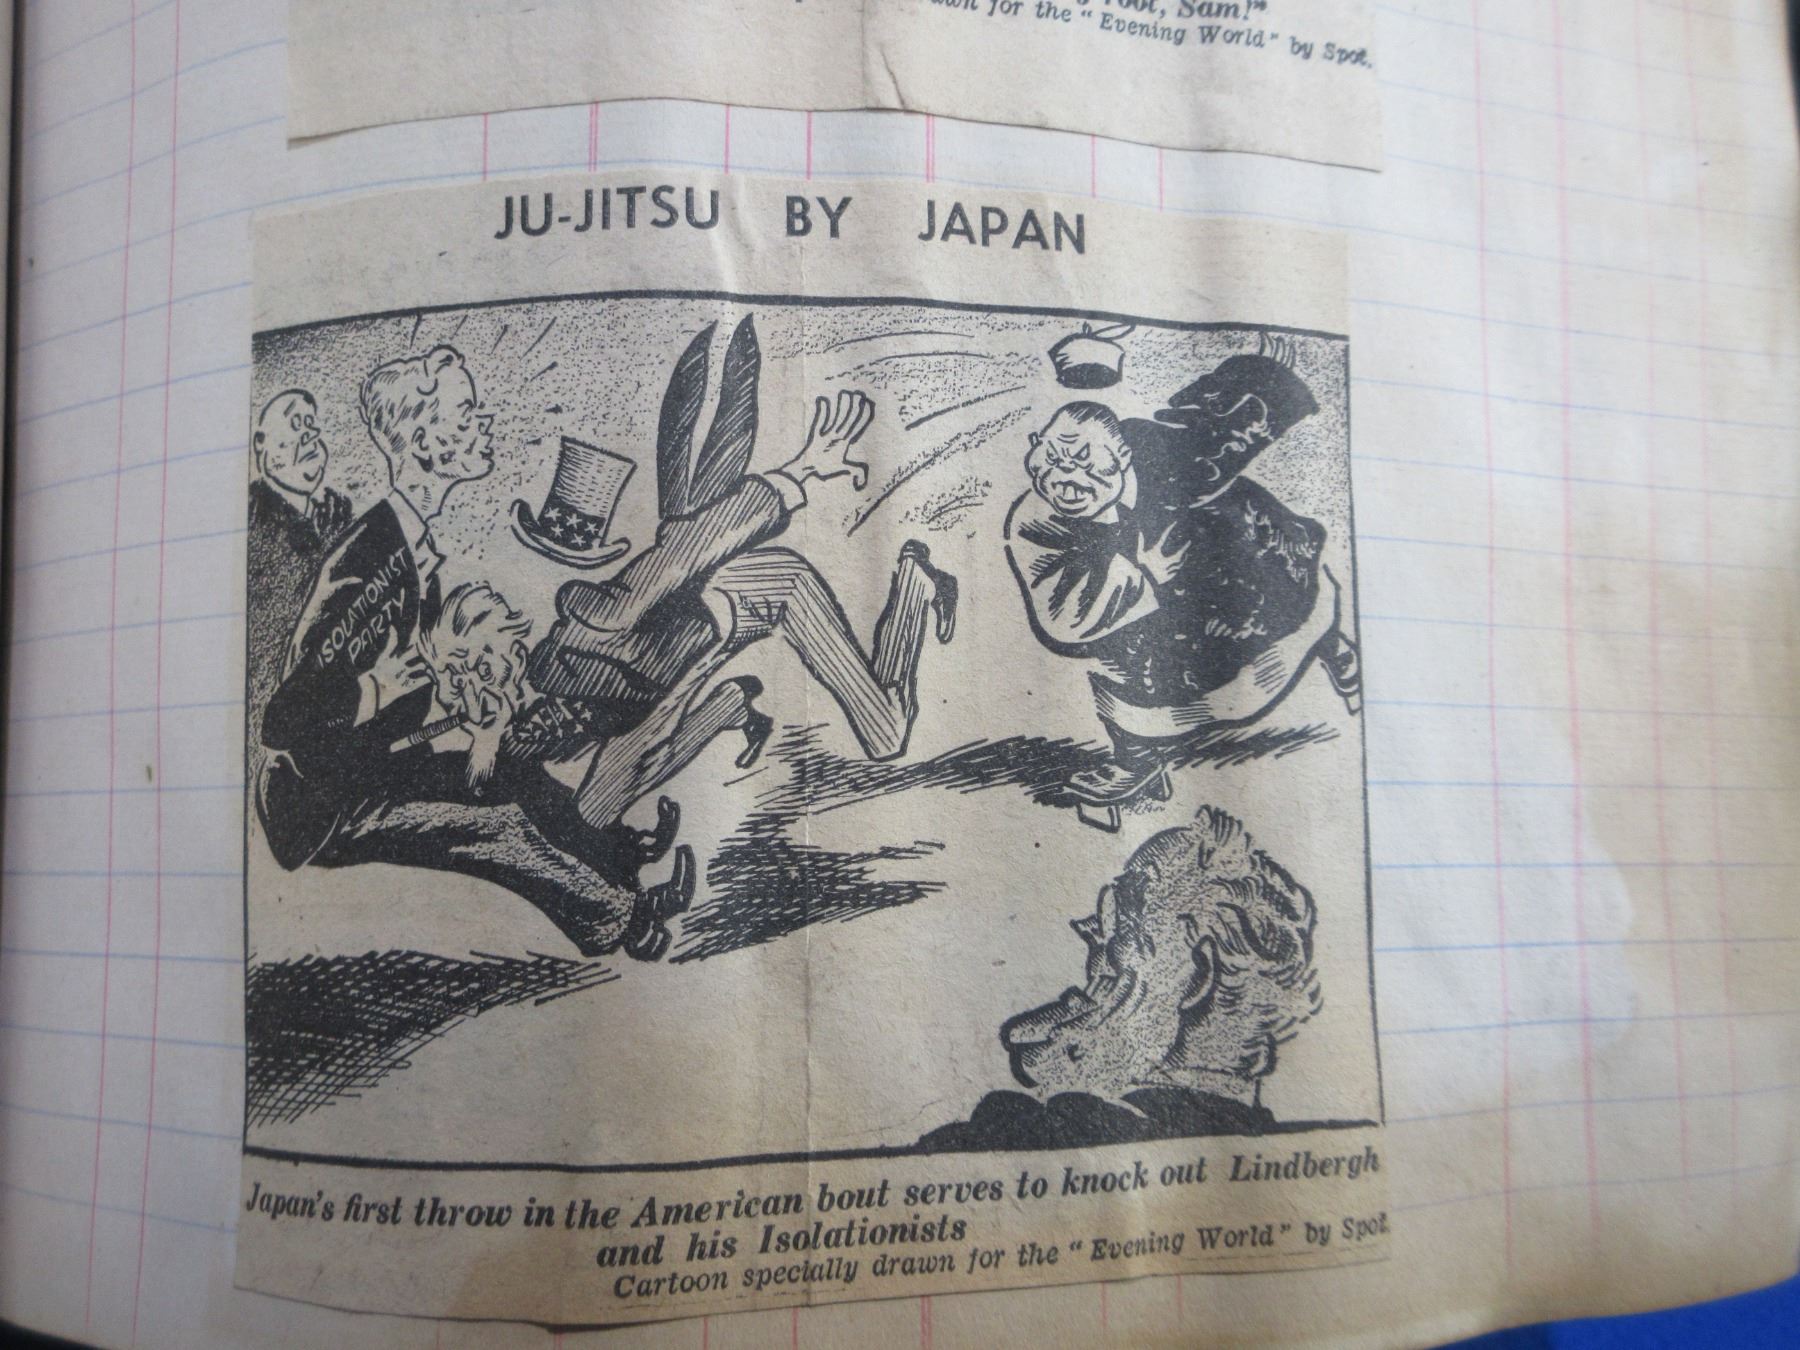 Sam!"
for the "Evening World" by Spot.
JU-JITSU BY JAPAN
ISOLATIONIST
PARTY
Japan's first throw in the American bout serves to knock out Lindbergh
and his Isolationists
Cartoon specially drawn for the "Evening World" by Spot.